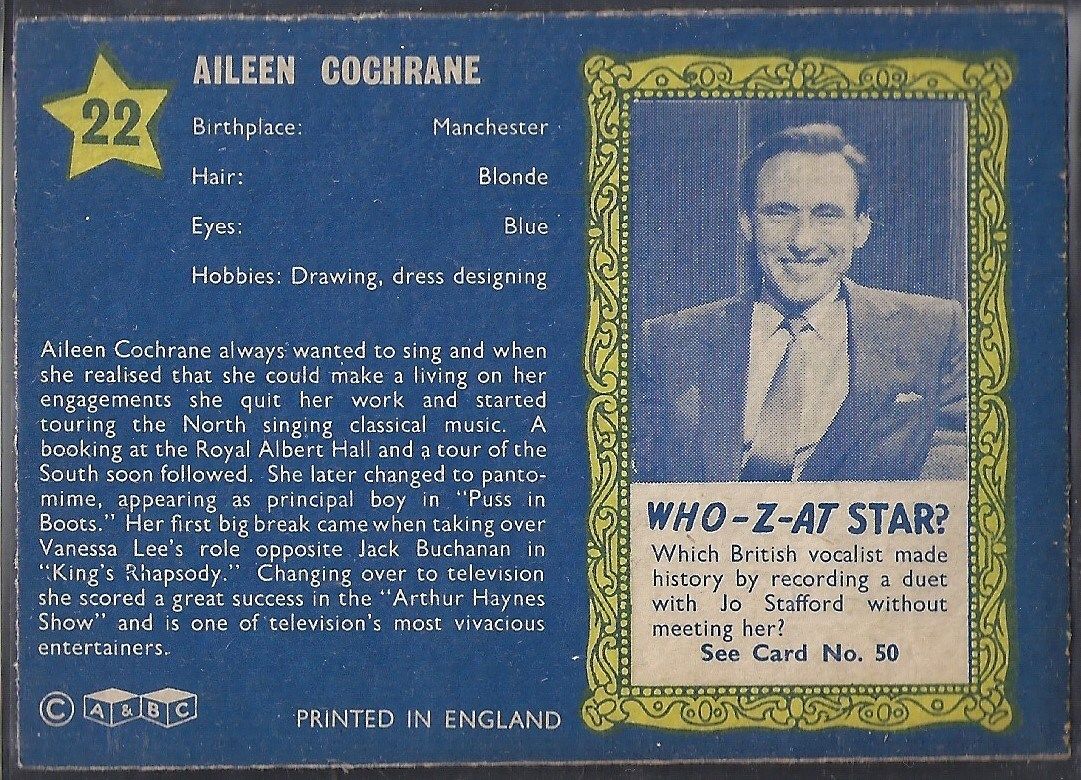 22
AILEEN COCHRANE
Birthplace: Manchester
Hair: Blonde
Eyes: Blue
Hobbies: Drawing, dress designing
Aileen Cochrane always wanted to sing and when
she realised that she could make a living on her
engagements she quit her work and started
touring the North singing classical music. A
booking at the Royal Albert Hall and a tour of the
South soon followed. She later changed to panto-
mime, appearing as principal boy in "Puss in
Boots." Her first big break came when taking over
Vanessa Lee's role opposite Jack Buchanan in
"King's Rhapsody." Changing over to television
she scored a great success in the "Arthur Haynes
Show" and is one of television's most vivacious
entertainers.
© A & B C
PRINTED IN ENGLAND
WHO-Z-AT STAR?
Which British vocalist made
history by recording a duet
with Jo Stafford without
meeting her?
See Card No. 50